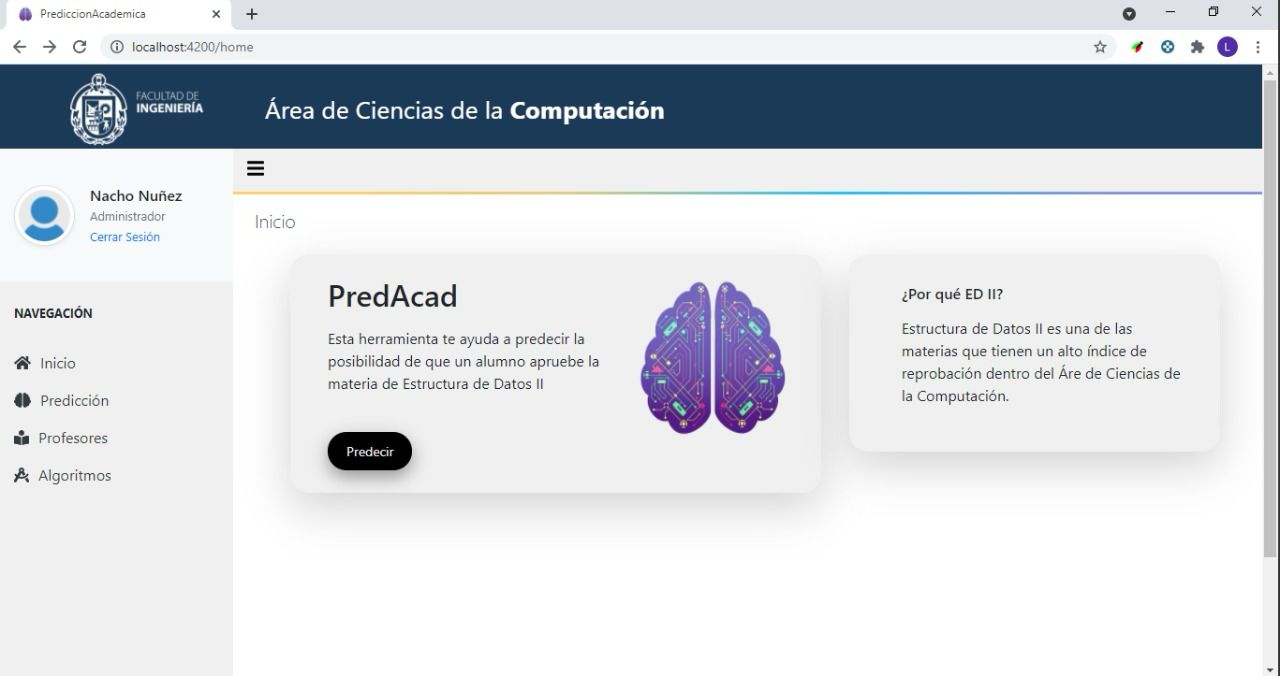 PrediccionAcademica
localhost:4200/home
L
FACULTAD DE
INGENIERÍA
Área de Ciencias de la Computación
Nacho Nuñez
Administrador
Cerrar Sesión
NAVEGACIÓN
Inicio
Predicción
Profesores
Algoritmos
Inicio
PredAcad
Esta herramienta te ayuda a predecir la
posibilidad de que un alumno apruebe la
materia de Estructura de Datos II
Predecir
¿Por qué ED II?
Estructura de Datos II es una de las
materias que tienen un alto índice de
reprobación dentro del Áre de Ciencias de
la Computación.